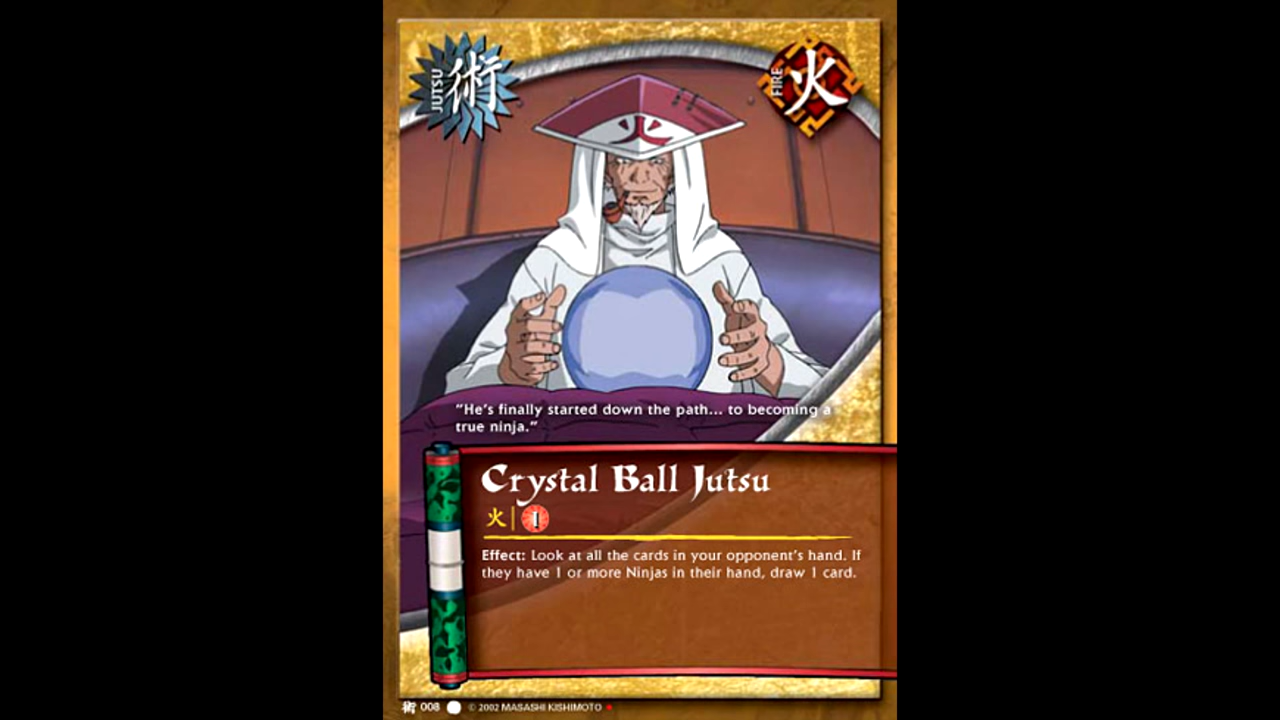 JUTSU
術
FIRE
火
火
"He's finally started down the path... to becoming a
true ninja."
Crystal Ball Jutsu
火 | 1
Effect: Look at all the cards in your opponent's hand. If
they have 1 or more Ninjas in their hand, draw 1 card.
術 008 © 2002 MASASHI KISHIMOTO